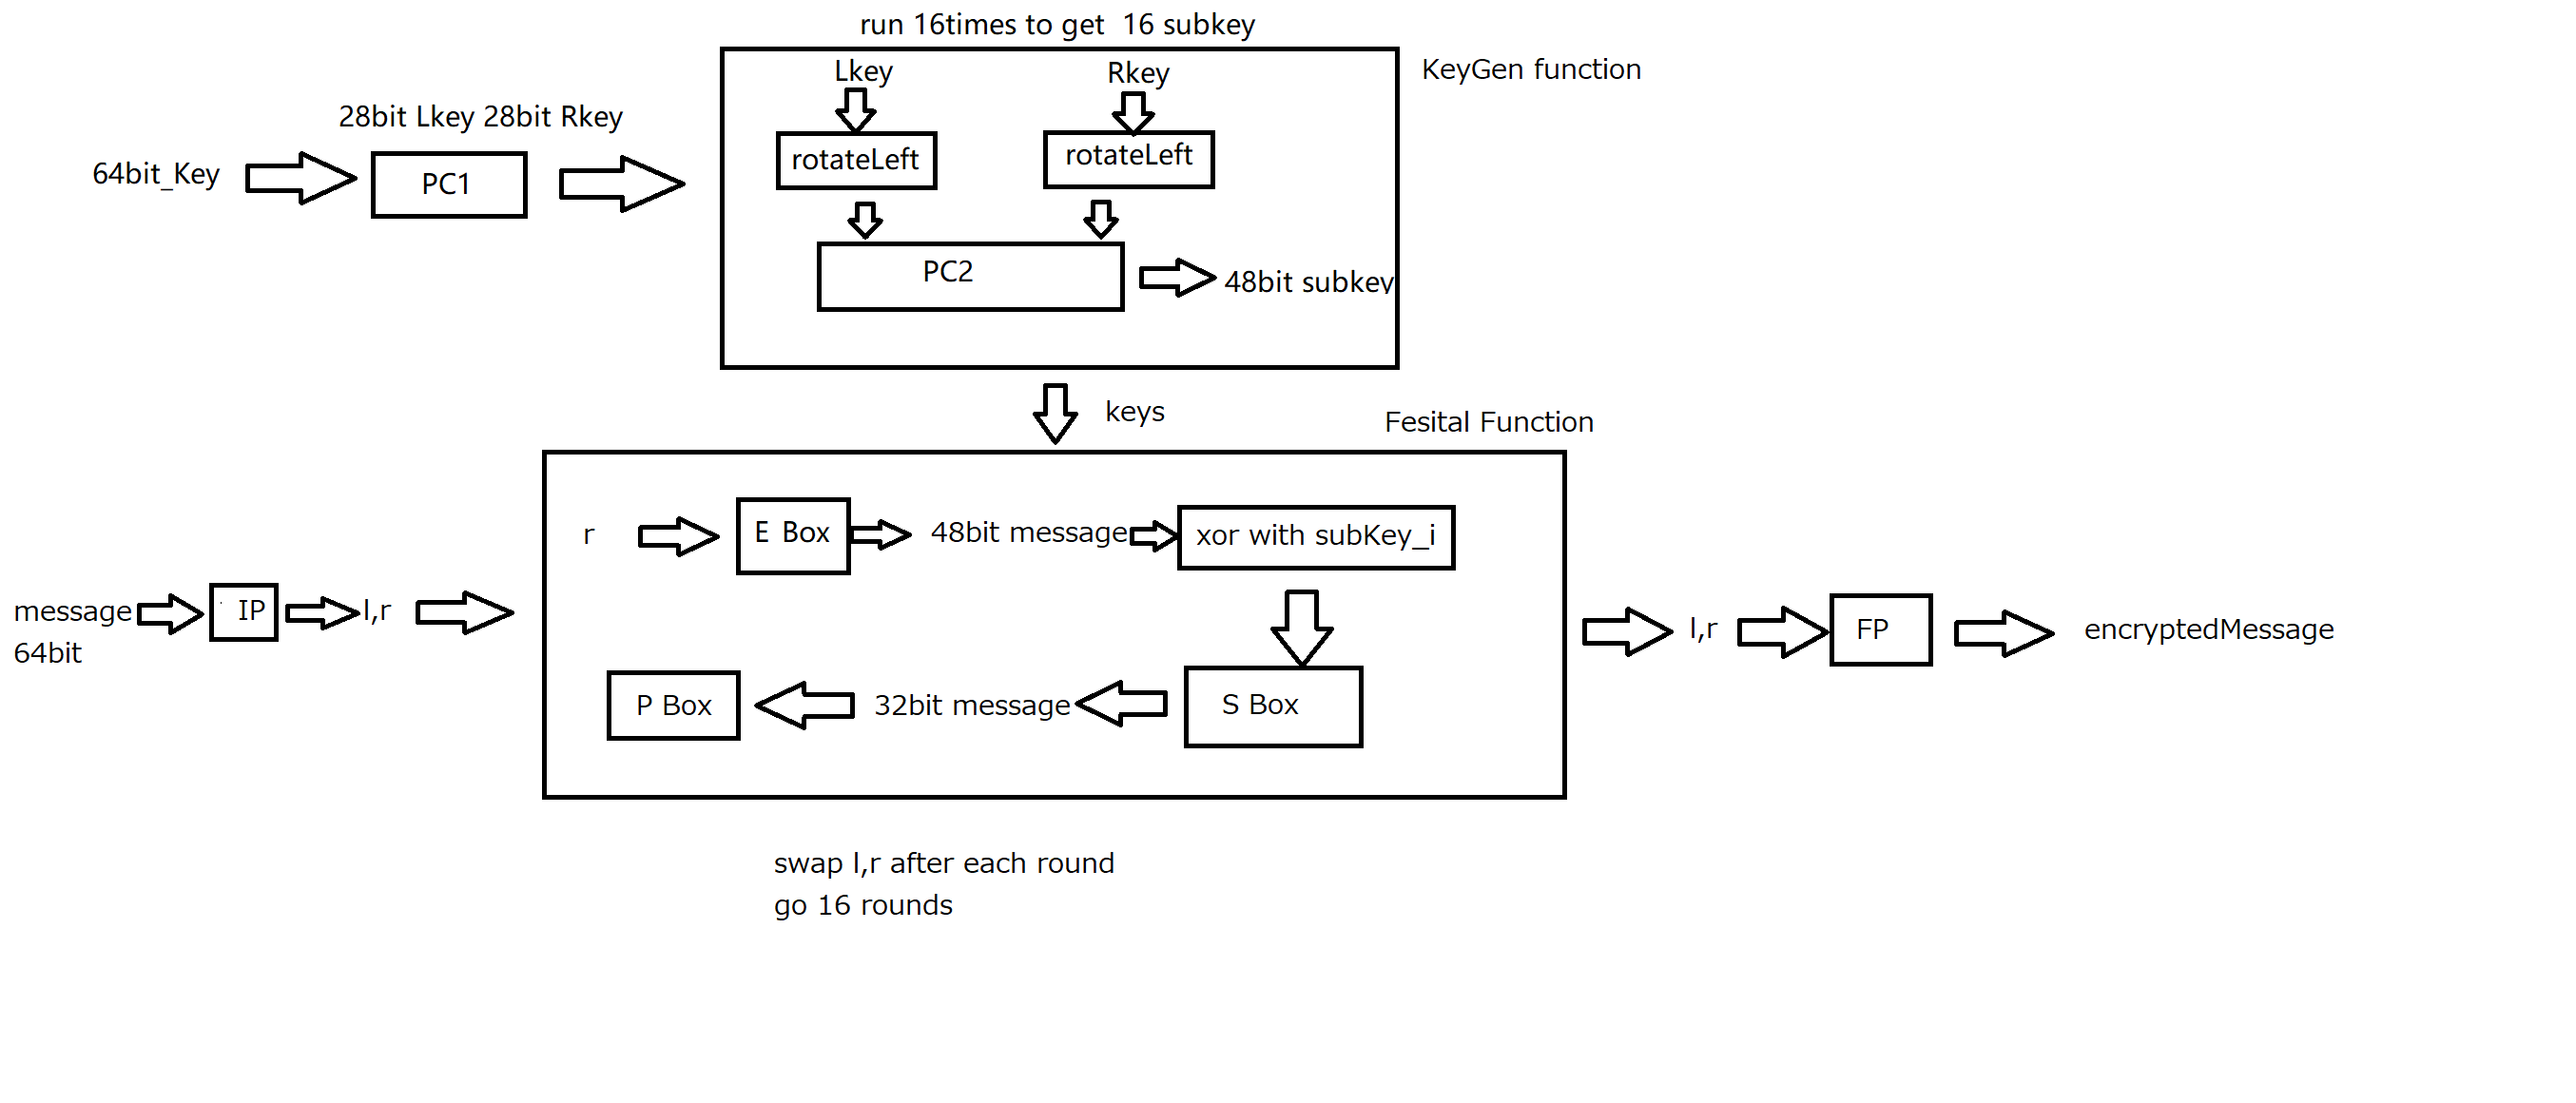 run 16times to get  16 subkey
KeyGen function
Lkey
Rkey
28bit Lkey 28bit Rkey
64bit_Key
PC1
rotateLeft
rotateLeft
PC2
48bit subkey
keys
Fesital Function
r
E Box
48bit message
xor with subKey_i
message
64bit
IP
l,r
l,r
FP
encryptedMessage
P Box
32bit message
S Box
swap l,r after each round
go 16 rounds